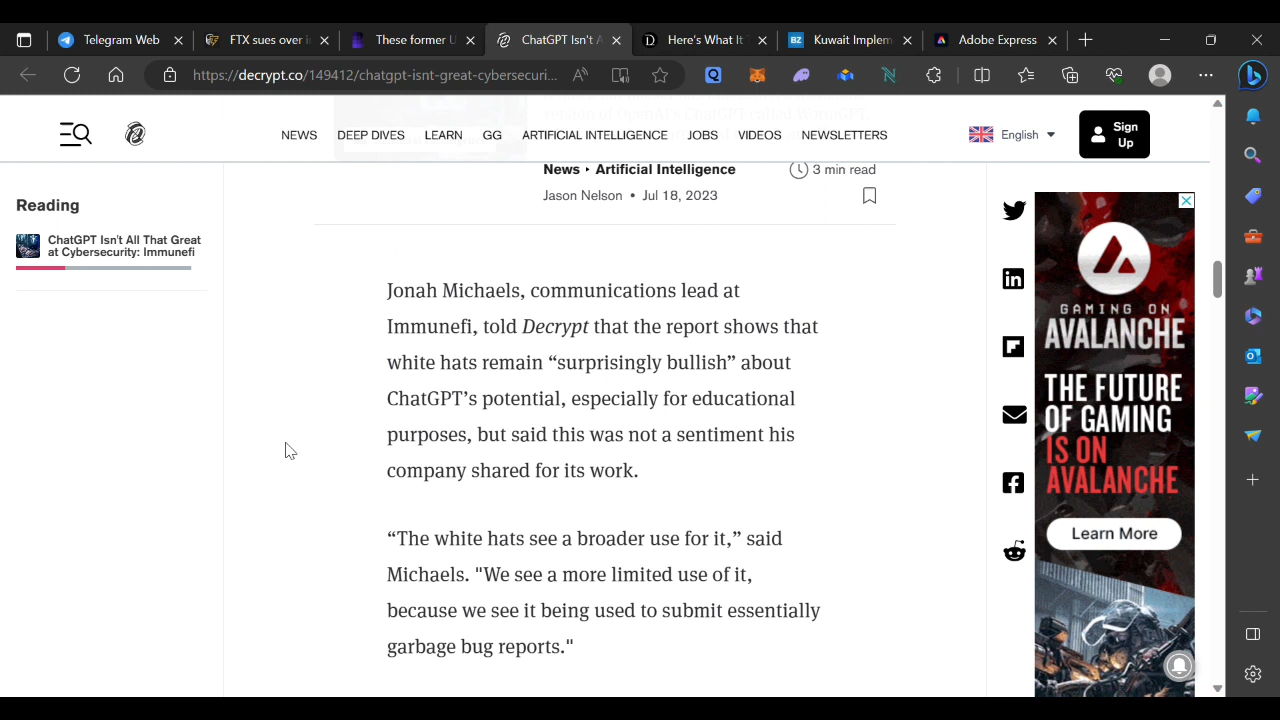 Telegram Web
FTX sues over i
These former U
ChatGPT Isn't A
Here's What It
Kuwait Implem
Adobe Express
https://decrypt.co/149412/chatgpt-isnt-great-cybersecuri...
NEWS
DEEP DIVES
LEARN
GG
ARTIFICIAL INTELLIGENCE
JOBS
VIDEOS
NEWSLETTERS
English
Sign
Up
News ‣ Artificial Intelligence
3 min read
Jason Nelson • Jul 18, 2023
Reading
ChatGPT Isn't All That Great
at Cybersecurity: Immunefi
Jonah Michaels, communications lead at
Immunefi, told Decrypt that the report shows that
white hats remain “surprisingly bullish” about
ChatGPT’s potential, especially for educational
purposes, but said this was not a sentiment his
company shared for its work.
“The white hats see a broader use for it,” said
Michaels. "We see a more limited use of it,
because we see it being used to submit essentially
garbage bug reports."
GAMING ON
AVALANCHE
THE FUTURE
OF GAMING
IS ON
AVALANCHE
Learn More